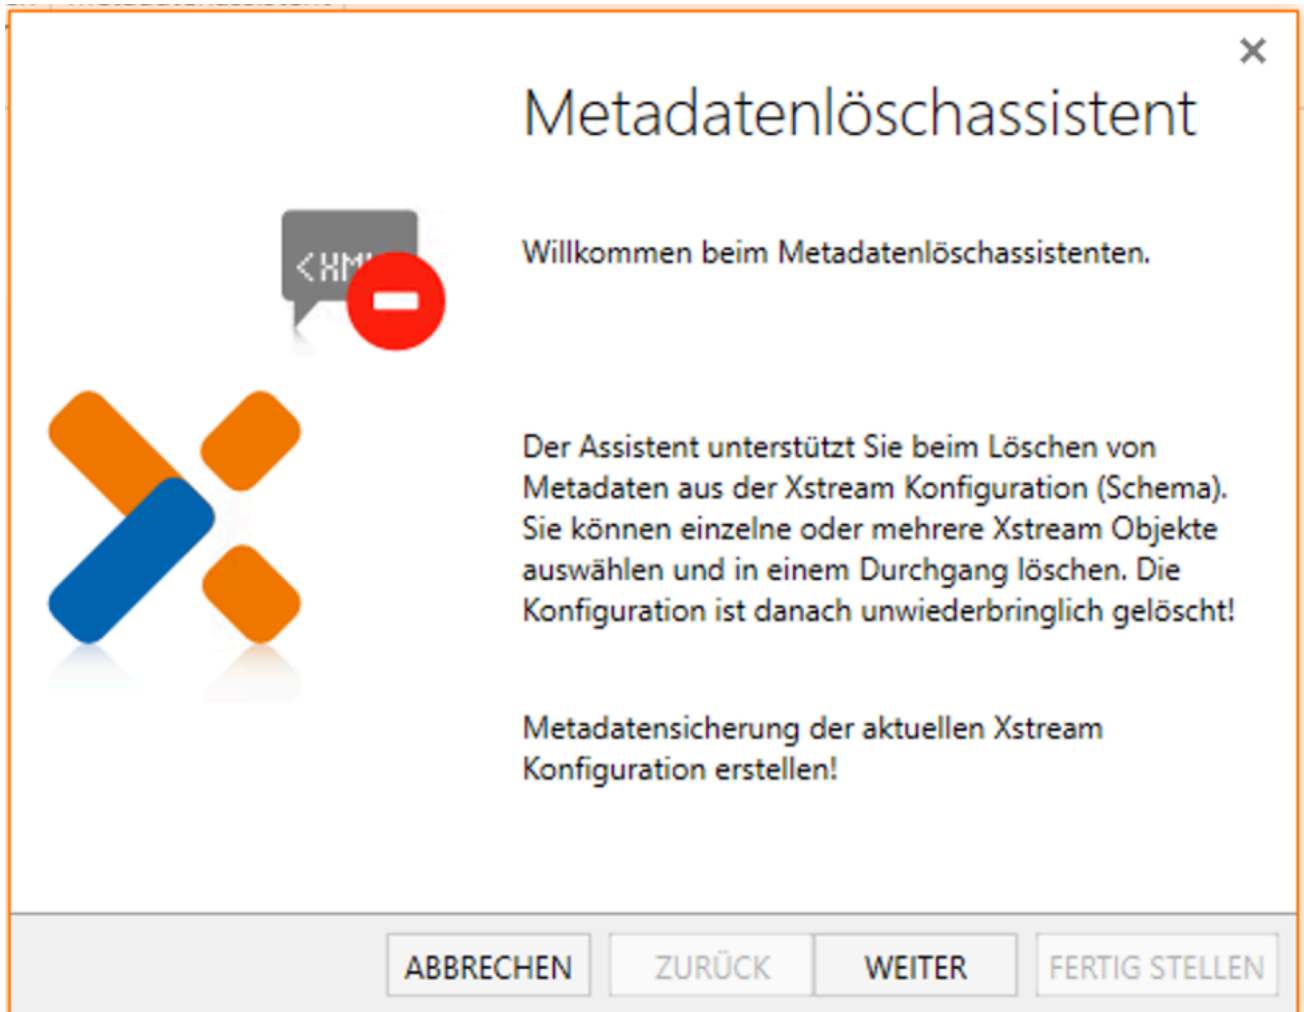 Metadatenlöschassistent
<XM
Willkommen beim Metadatenlöschassistenten.
Der Assistent unterstützt Sie beim Löschen von
Metadaten aus der Xstream Konfiguration (Schema).
Sie können einzelne oder mehrere Xstream Objekte
auswählen und in einem Durchgang löschen. Die
Konfiguration ist danach unwiederbringlich gelöscht!
Metadatensicherung der aktuellen Xstream
Konfiguration erstellen!
ABBRECHEN
ZURÜCK
WEITER
FERTIG STELLEN